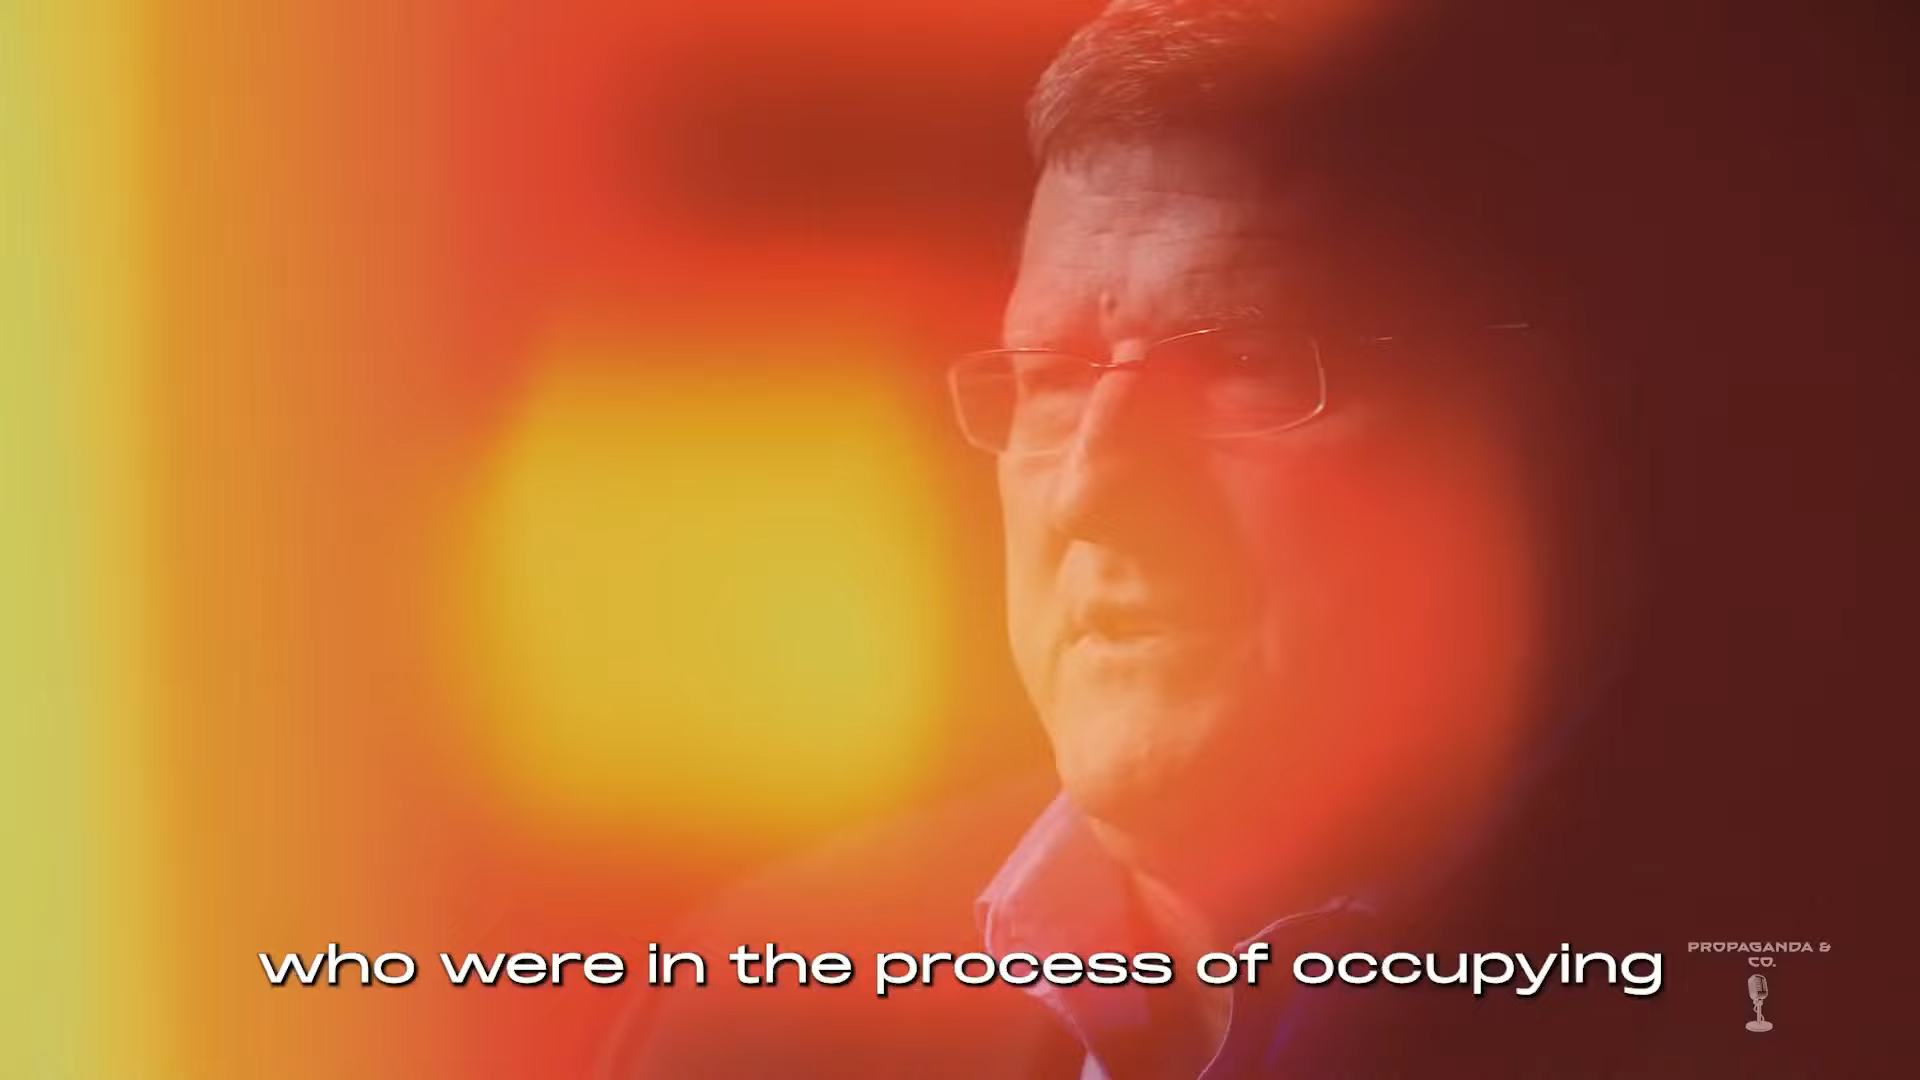 who were in the process of occupying
PROPAGANDA &
CO.